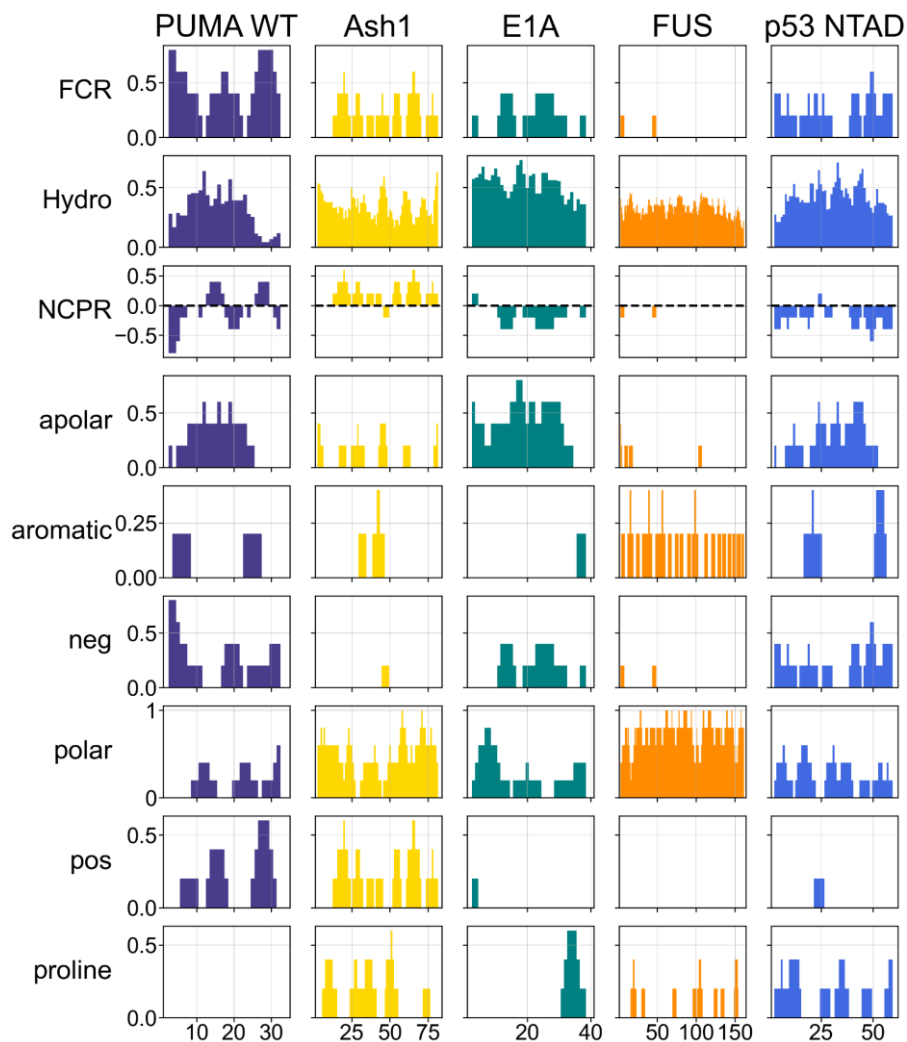 PUMA WT Ash1 E1A FUS p53 NTAD
FCR 0.5 0.0
Hydro 0.5 0.0
NCPR 0.5 0.0 −0.5
apolar 0.5 0.0
aromatic 0.25 0.00
neg 0.5 0.0
polar 1 0
pos 0.5 0.0
proline 0.5 0.0
10 20 30 25 50 75 0 20 40 50 100 150 25 50